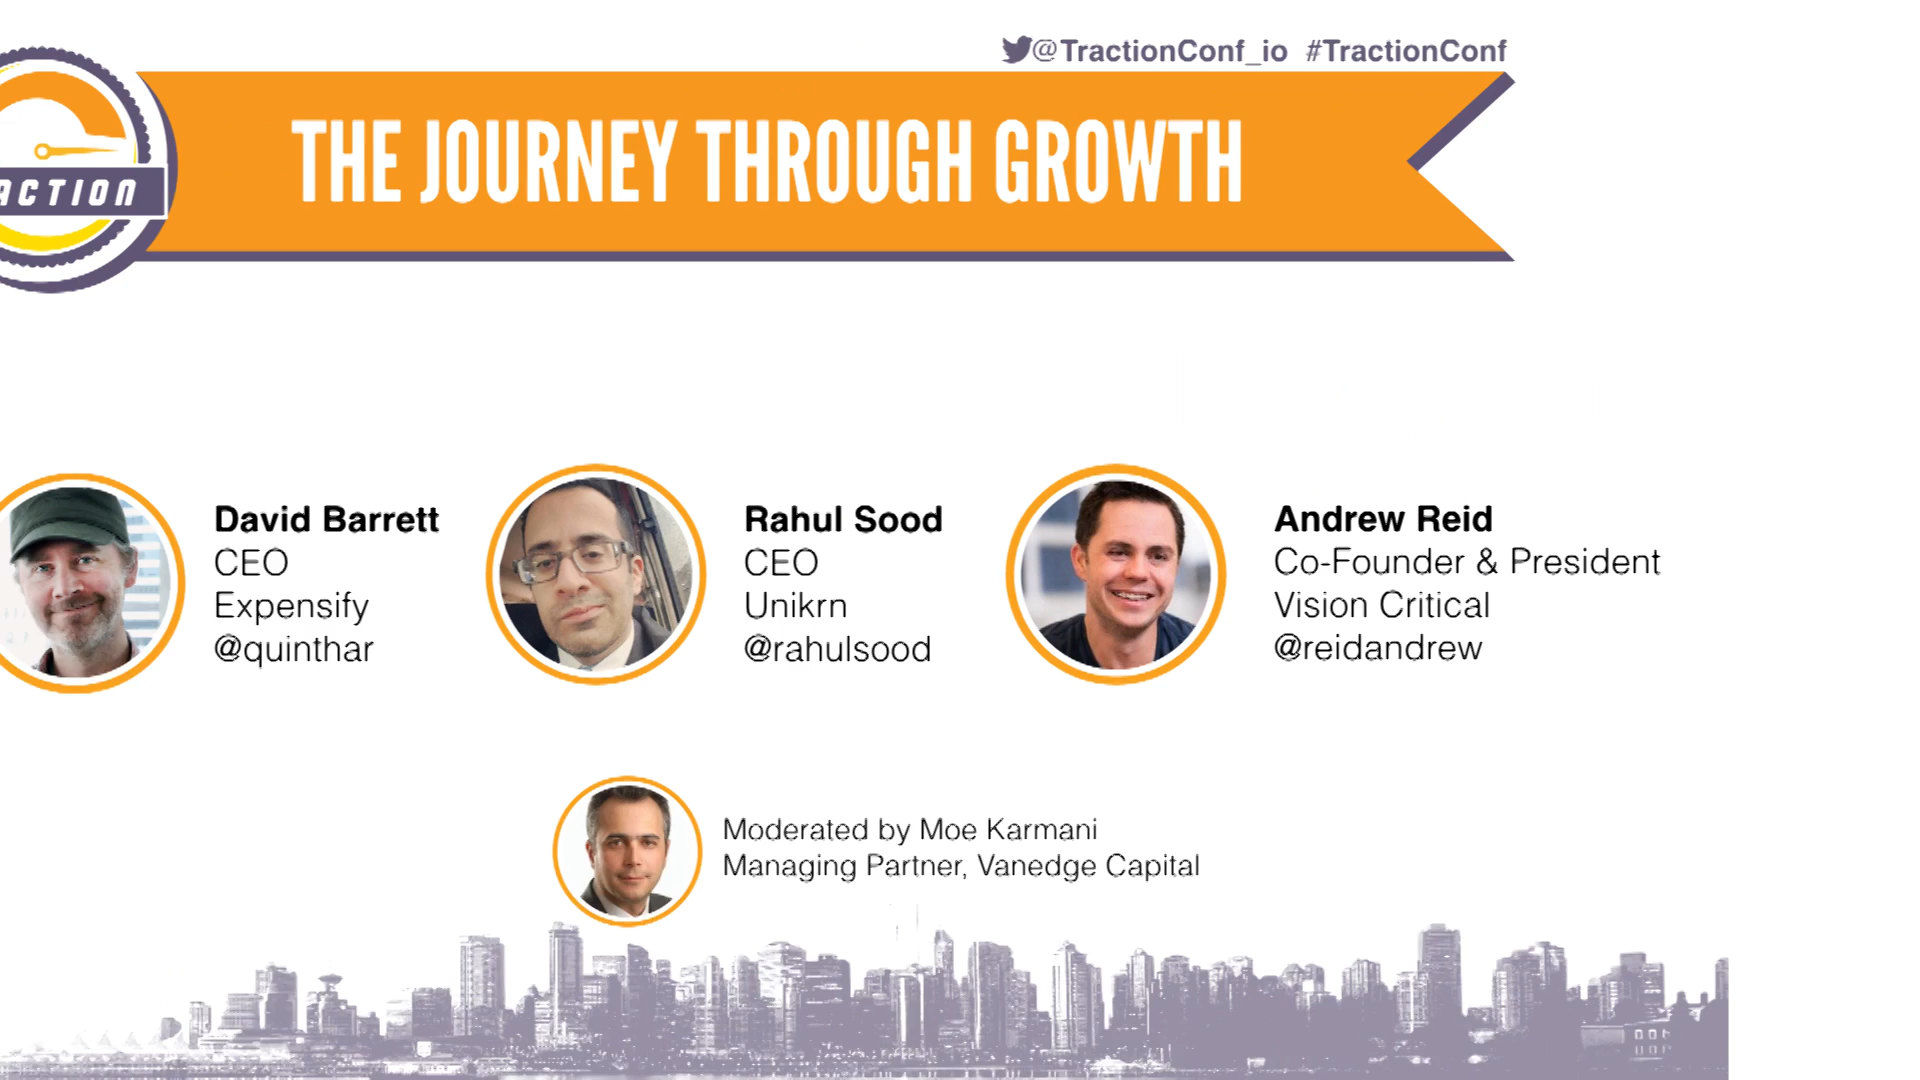 @TractionConf_io #TractionConf
THE JOURNEY THROUGH GROWTH
ACTION
David Barrett
CEO
Expensify
@quinthar
Rahul Sood
CEO
Unikrn
@rahulsood
Andrew Reid
Co-Founder & President
Vision Critical
@reidandrew
Moderated by Moe Karmani
Managing Partner, Vanedge Capital